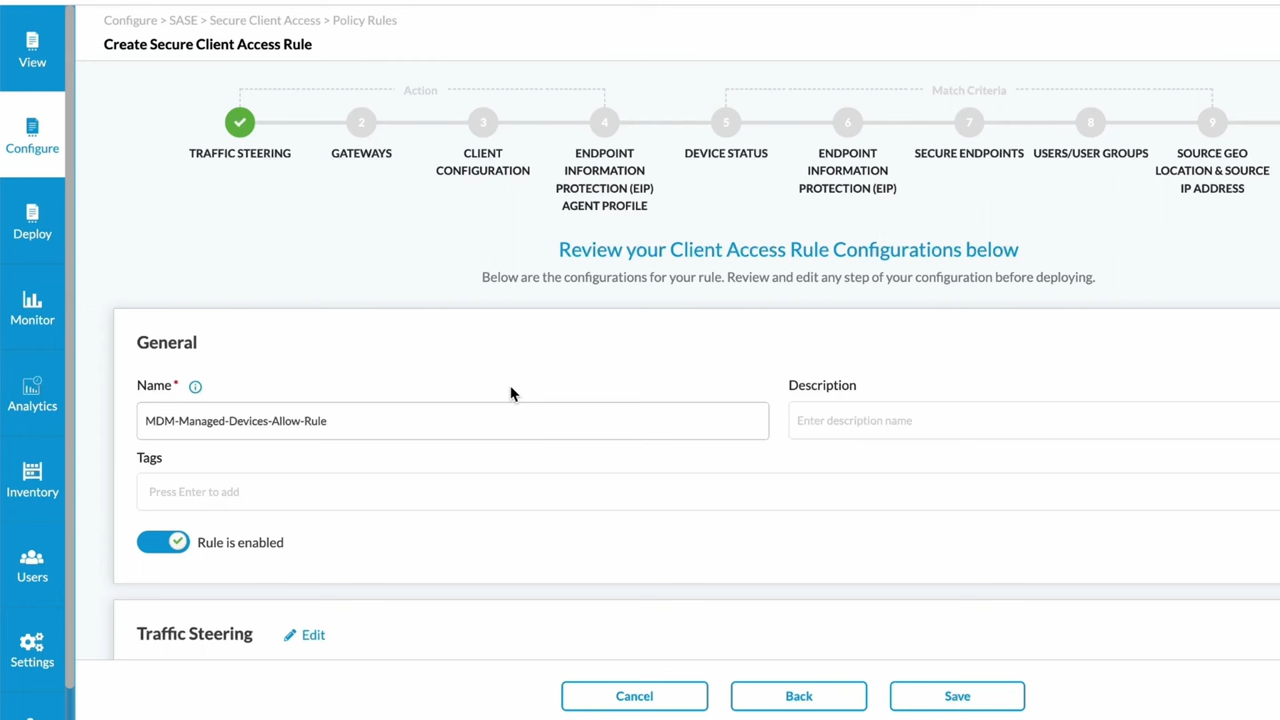 Configure > SASE > Secure Client Access > Policy Rules
Create Secure Client Access Rule
View
Configure
Deploy
Monitor
Analytics
Inventory
Users
Settings
Action
Match Criteria
2
3
4
5
6
7
8
9
TRAFFIC STEERING
GATEWAYS
CLIENT
CONFIGURATION
ENDPOINT
INFORMATION
PROTECTION (EIP)
AGENT PROFILE
DEVICE STATUS
ENDPOINT
INFORMATION
PROTECTION (EIP)
SECURE ENDPOINTS
USERS/USER GROUPS
SOURCE GEO
LOCATION & SOURCE
IP ADDRESS
Review your Client Access Rule Configurations below
Below are the configurations for your rule. Review and edit any step of your configuration before deploying.
General
Name*
MDM-Managed-Devices-Allow-Rule
Description
Enter description name
Tags
Press Enter to add
Rule is enabled
Traffic Steering
Edit
Cancel
Back
Save